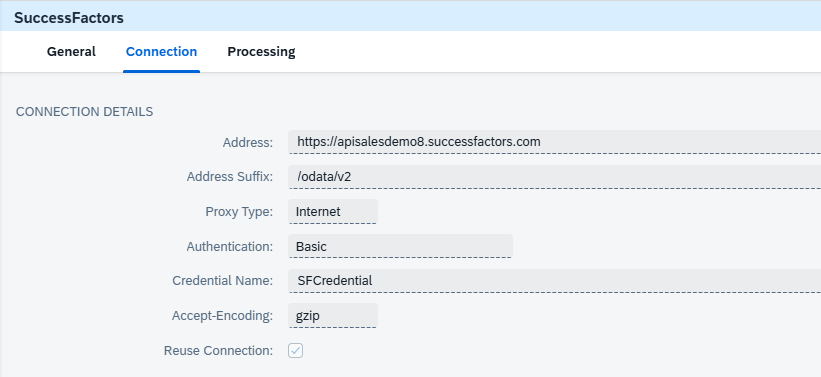 SuccessFactors
General Connection Processing
CONNECTION DETAILS
Address: https://apisalesdemo8.successfactors.com
Address Suffix: /odata/v2
Proxy Type: Internet
Authentication: Basic
Credential Name: SFCredential
Accept-Encoding: gzip
Reuse Connection: